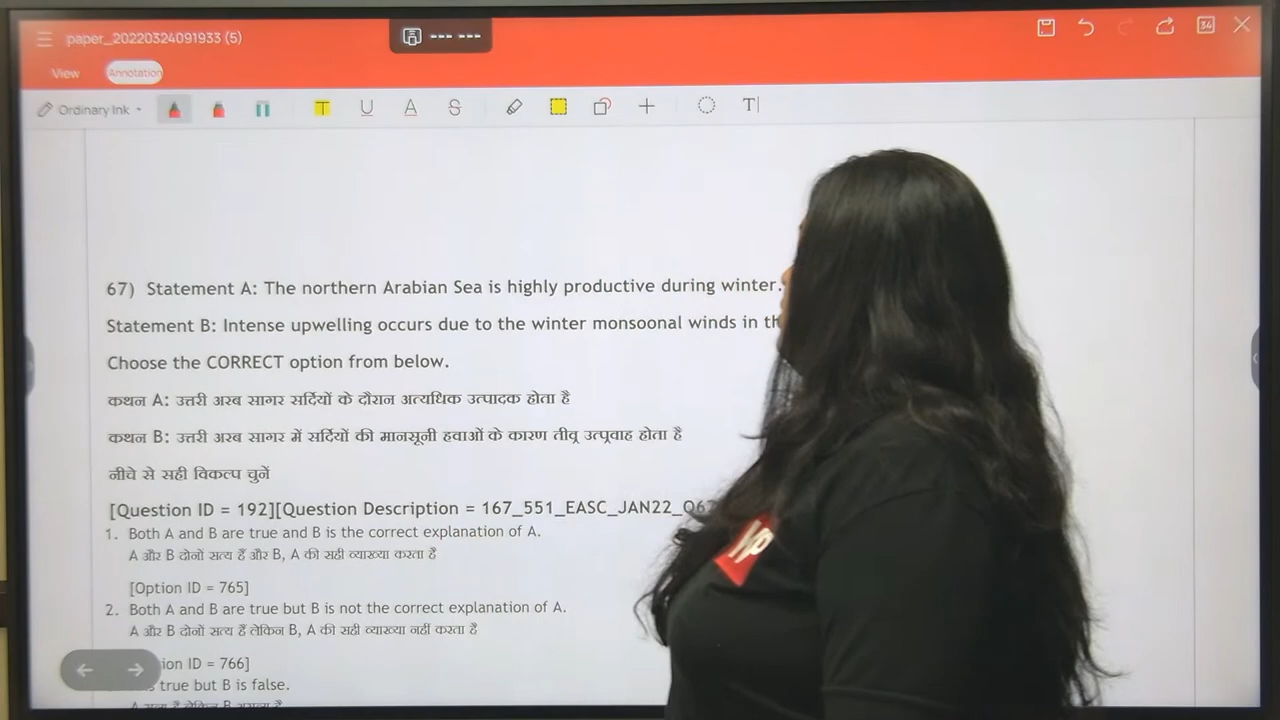 paper_20220324091933 (5)
--- ---
34
View
Annotation
Ordinary Ink
T U A S T|
67) Statement A: The northern Arabian Sea is highly productive during winter.
Statement B: Intense upwelling occurs due to the winter monsoonal winds in
Choose the CORRECT option from below.
कथन A: उत्तरी अरब सागर सर्दियों के दौरान अत्यधिक उत्पादक होता है
कथन B: उत्तरी अरब सागर में सर्दियों की मानसूनी हवाओं के कारण तीव्र उत्प्रवाह होता है
नीचे से सही विकल्प चुनें
[Question ID = 192][Question Description = 167_551_EASC_JAN22_Q67
1. Both A and B are true and B is the correct explanation of A.
A और B दोनों सत्य हैं और B, A की सही व्याख्या करता है
[Option ID = 765]
2. Both A and B are true but B is not the correct explanation of A.
A और B दोनों सत्य हैं लेकिन B, A की सही व्याख्या नहीं करता है
ion ID = 766]
true but B is false.